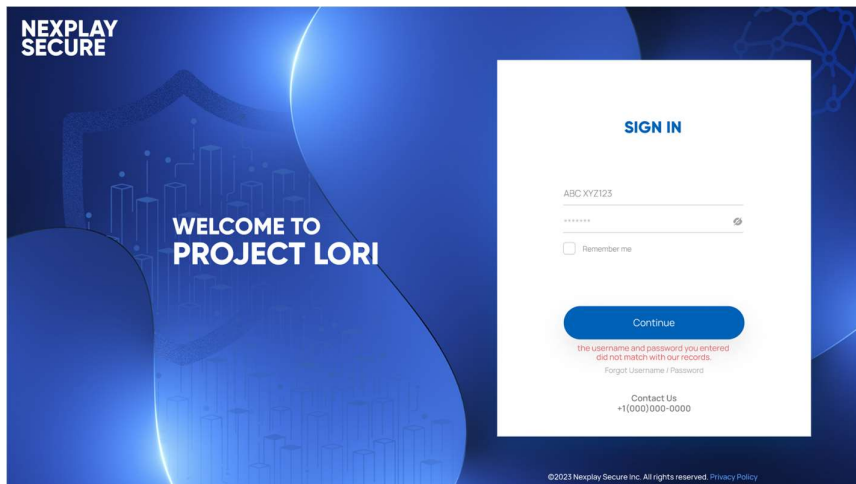 NEXPLAY
SECURE
WELCOME TO
PROJECT LORI
SIGN IN
ABC XYZ123
*******
Remember me
Continue
the username and password you entered
did not match with our records.
Forgot Username / Password
Contact Us
+1(000)000-0000
©2023 Nexplay Secure Inc. All rights reserved. Privacy Policy